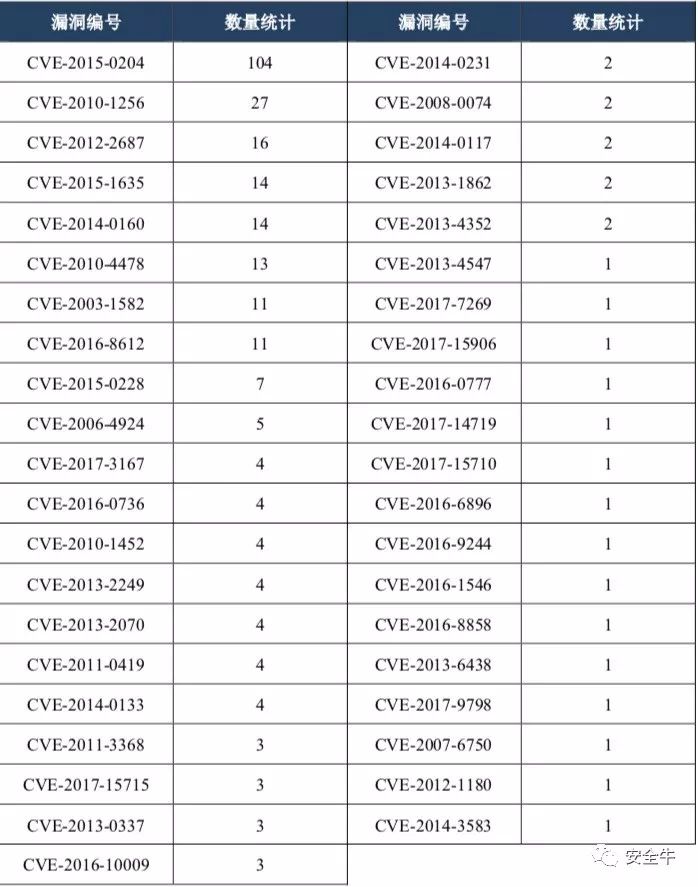 漏洞编号 数量统计 漏洞编号 数量统计
CVE-2015-0204 104 CVE-2014-0231 2
CVE-2010-1256 27 CVE-2008-0074 2
CVE-2012-2687 16 CVE-2014-0117 2
CVE-2015-1635 14 CVE-2013-1862 2
CVE-2014-0160 14 CVE-2013-4352 2
CVE-2010-4478 13 CVE-2013-4547 1
CVE-2003-1582 11 CVE-2017-7269 1
CVE-2016-8612 11 CVE-2017-15906 1
CVE-2015-0228 7 CVE-2016-0777 1
CVE-2006-4924 5 CVE-2017-14719 1
CVE-2017-3167 4 CVE-2017-15710 1
CVE-2016-0736 4 CVE-2016-6896 1
CVE-2010-1452 4 CVE-2016-9244 1
CVE-2013-2249 4 CVE-2016-1546 1
CVE-2013-2070 4 CVE-2016-8858 1
CVE-2011-0419 4 CVE-2013-6438 1
CVE-2014-0133 4 CVE-2017-9798 1
CVE-2011-3368 3 CVE-2007-6750 1
CVE-2017-15715 3 CVE-2012-1180 1
CVE-2013-0337 3 CVE-2014-3583 1
CVE-2016-10009 3
安全牛